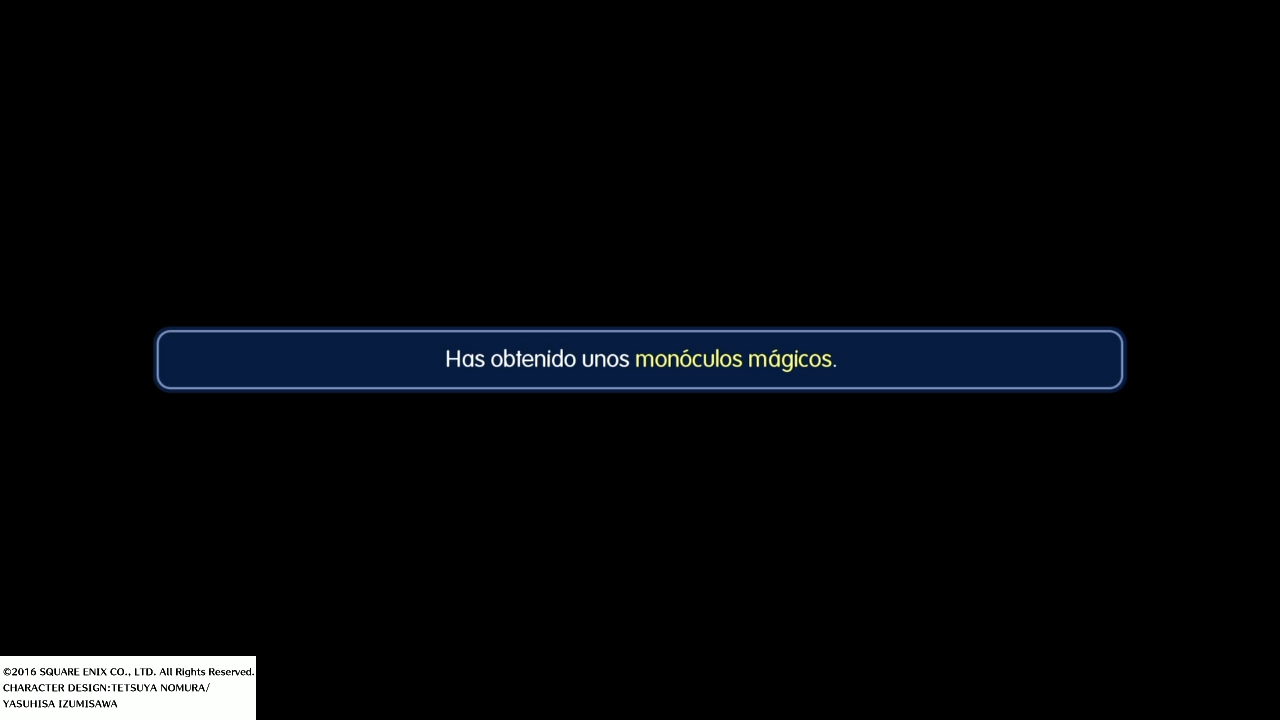 Has obtenido unos monóculos mágicos.
©2016 SQUARE ENIX CO., LTD. All Rights Reserved.
CHARACTER DESIGN:TETSUYA NOMURA/
YASUHISA IZUMISAWA